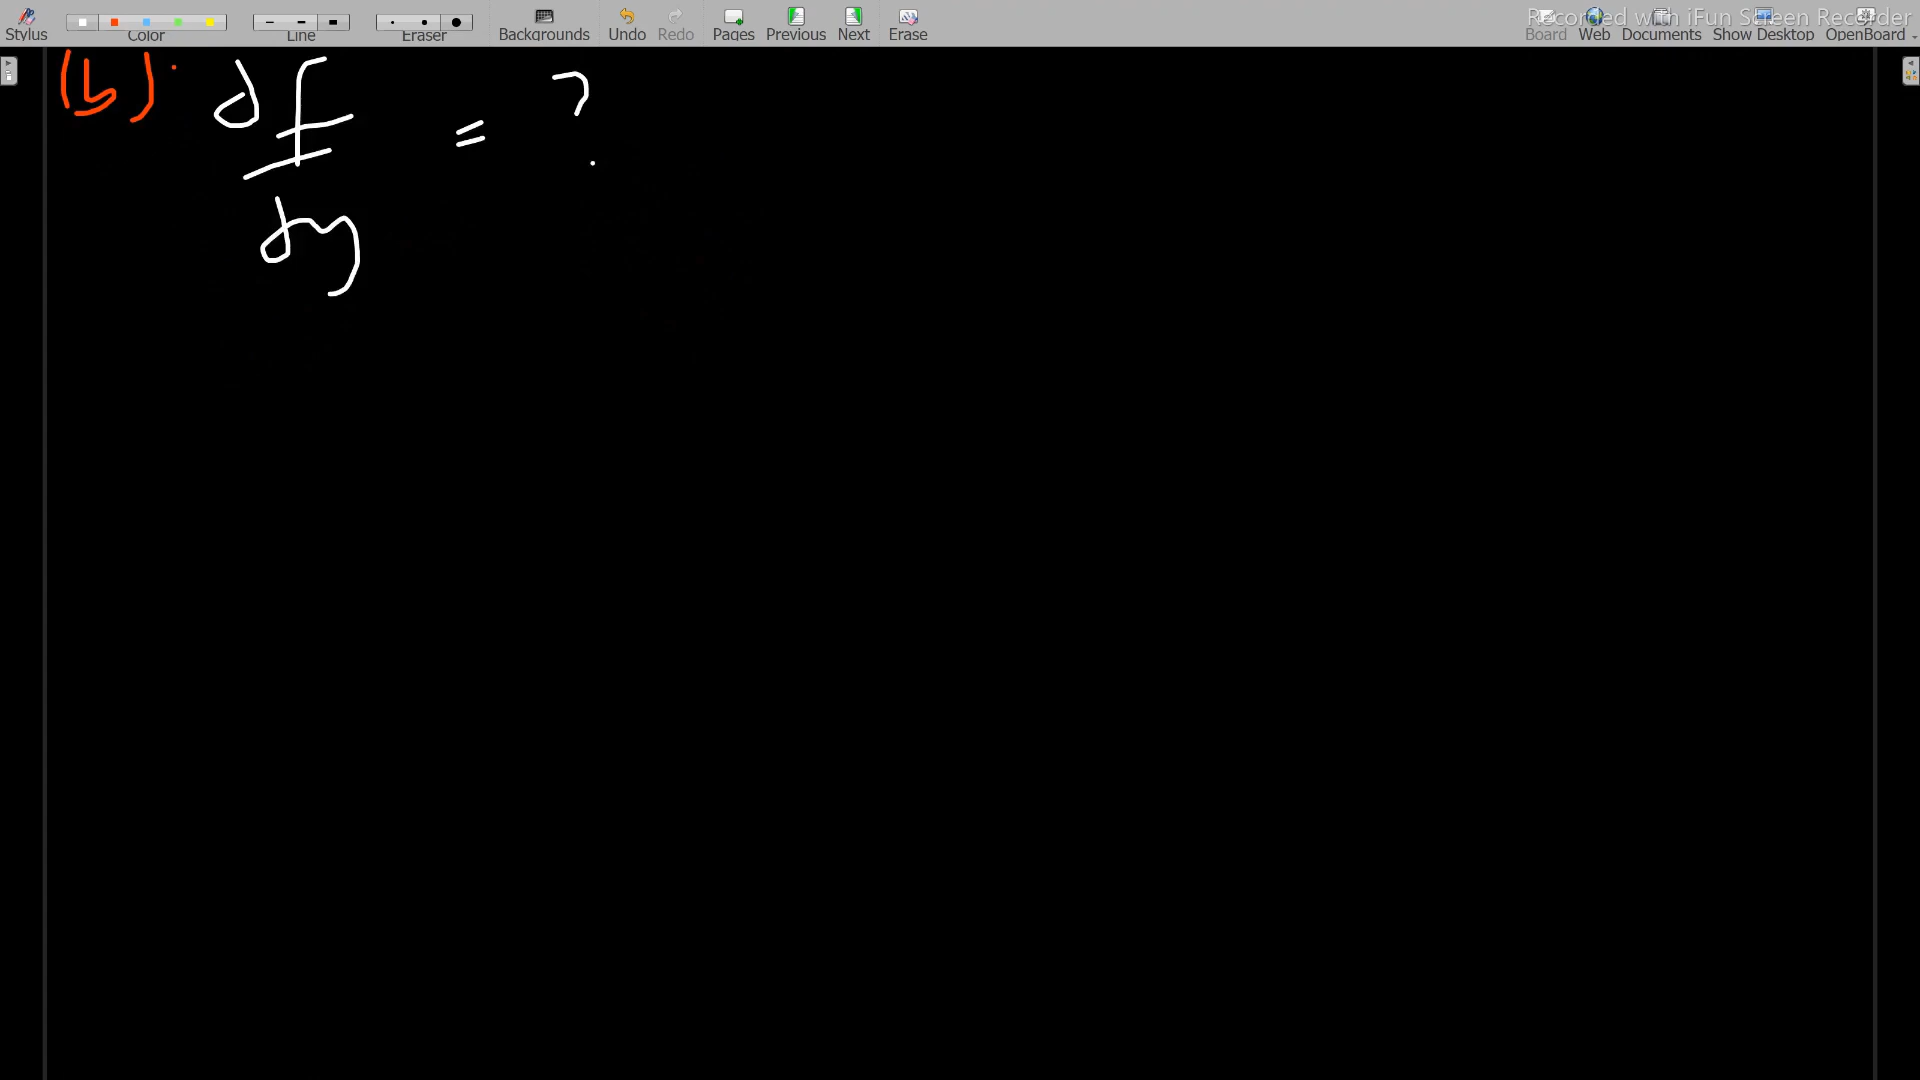 Recorded with iFun Screen Recorder
Stylus Color Line Eraser Backgrounds Undo Redo Pages Previous Next Erase Board Web Documents Show Desktop OpenBoard
(b). df
= ?
dy